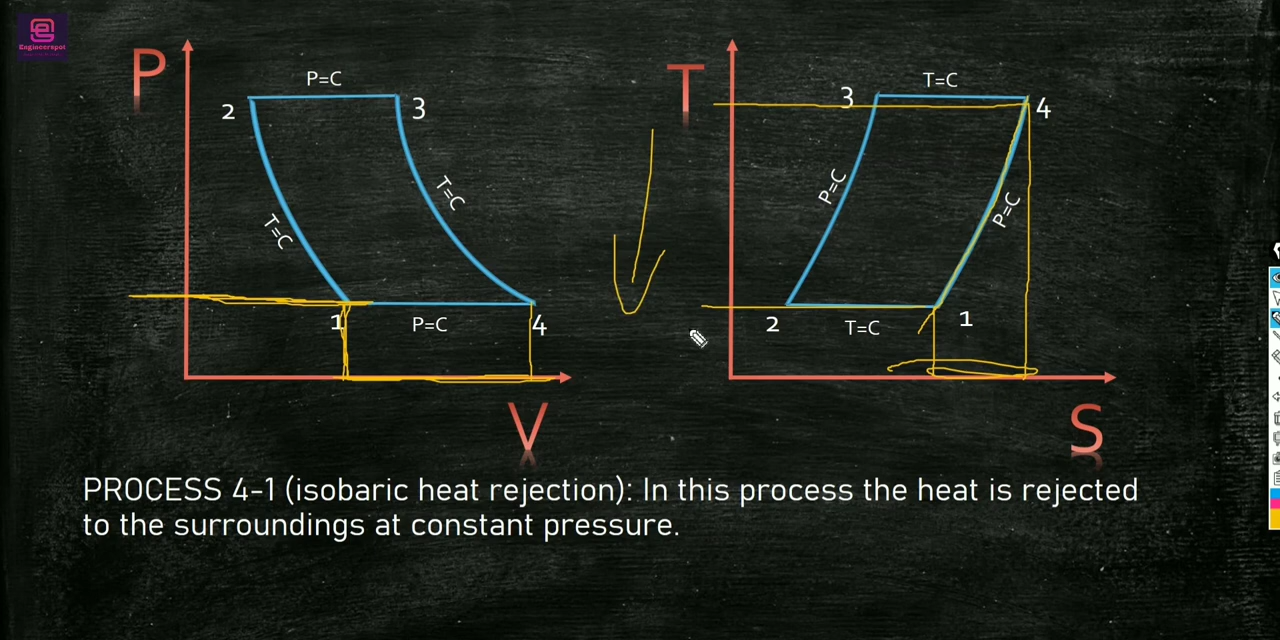 Engineerspot
P
P=C
2
3
T=C
T=C
1
P=C
4
V
T
T=C
3
4
P=C
P=C
2
T=C
1
S
PROCESS 4-1 (isobaric heat rejection): In this process the heat is rejected
to the surroundings at constant pressure.